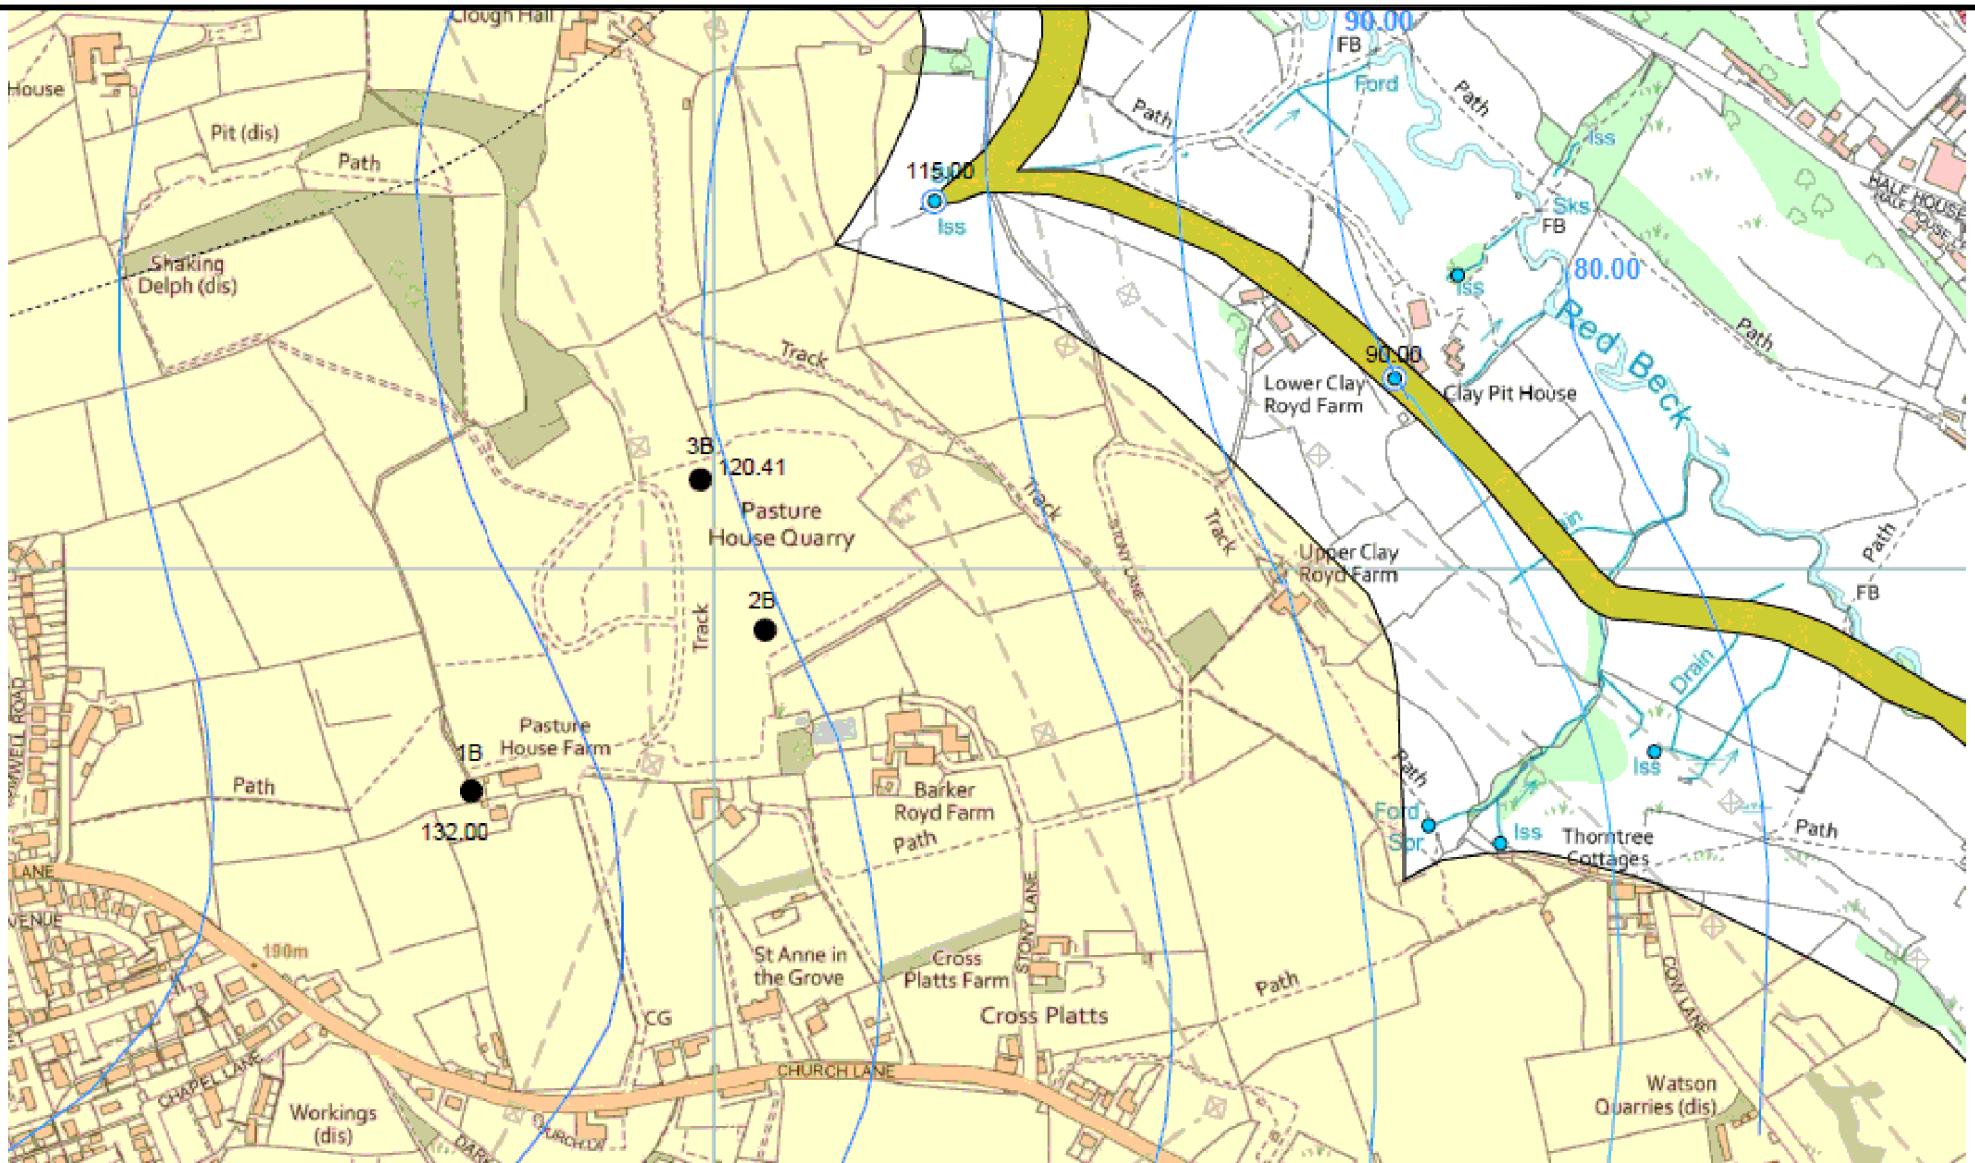 Clough Hall
90.00
FB
House
Ford
Path
Path
Pit (dis)
Path
Iss
115.00
HALE HOUSE
Iss
Sks
FB
Shaking
Delph (dis)
80.00
Iss
Red Beck
Path
Track
90.00
Lower Clay
Royd Farm
Clay Pit House
3B
120.41
Pasture
House Quarry
Track
Track
STONY LANE
Upper Clay
Royd Farm
Path
FB
2B
Track
Drain
Pasture
House Farm
1B
Path
132.00
Barker
Royd Farm
Path
Path
Ford
Spr
Iss
Iss
Thorntree
Cottages
Path
LANE
190m
St Anne in
the Grove
Cross
Platts Farm
STONY LANE
Path
COW LANE
CG
Cross Platts
CHAPEL LANE
CHURCH LANE
Workings
(dis)
Watson
Quarries (dis)